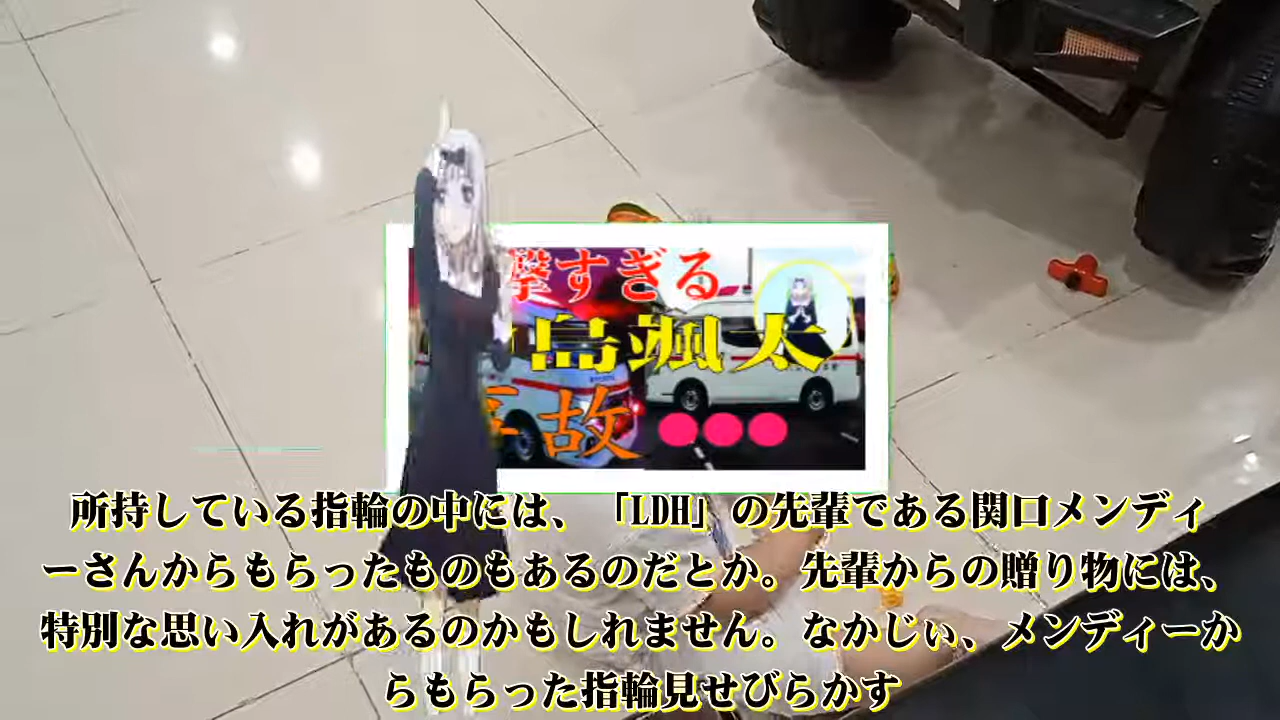 撃すぎる
島颯太
故
所持している指輪の中には、「LDH」の先輩である関口メンディ
ーさんからもらったものもあるのだとか。先輩からの贈り物には、
特別な思い入れがあるのかもしれません。なかじぃ、メンディーか
らもらった指輪見せびらかす